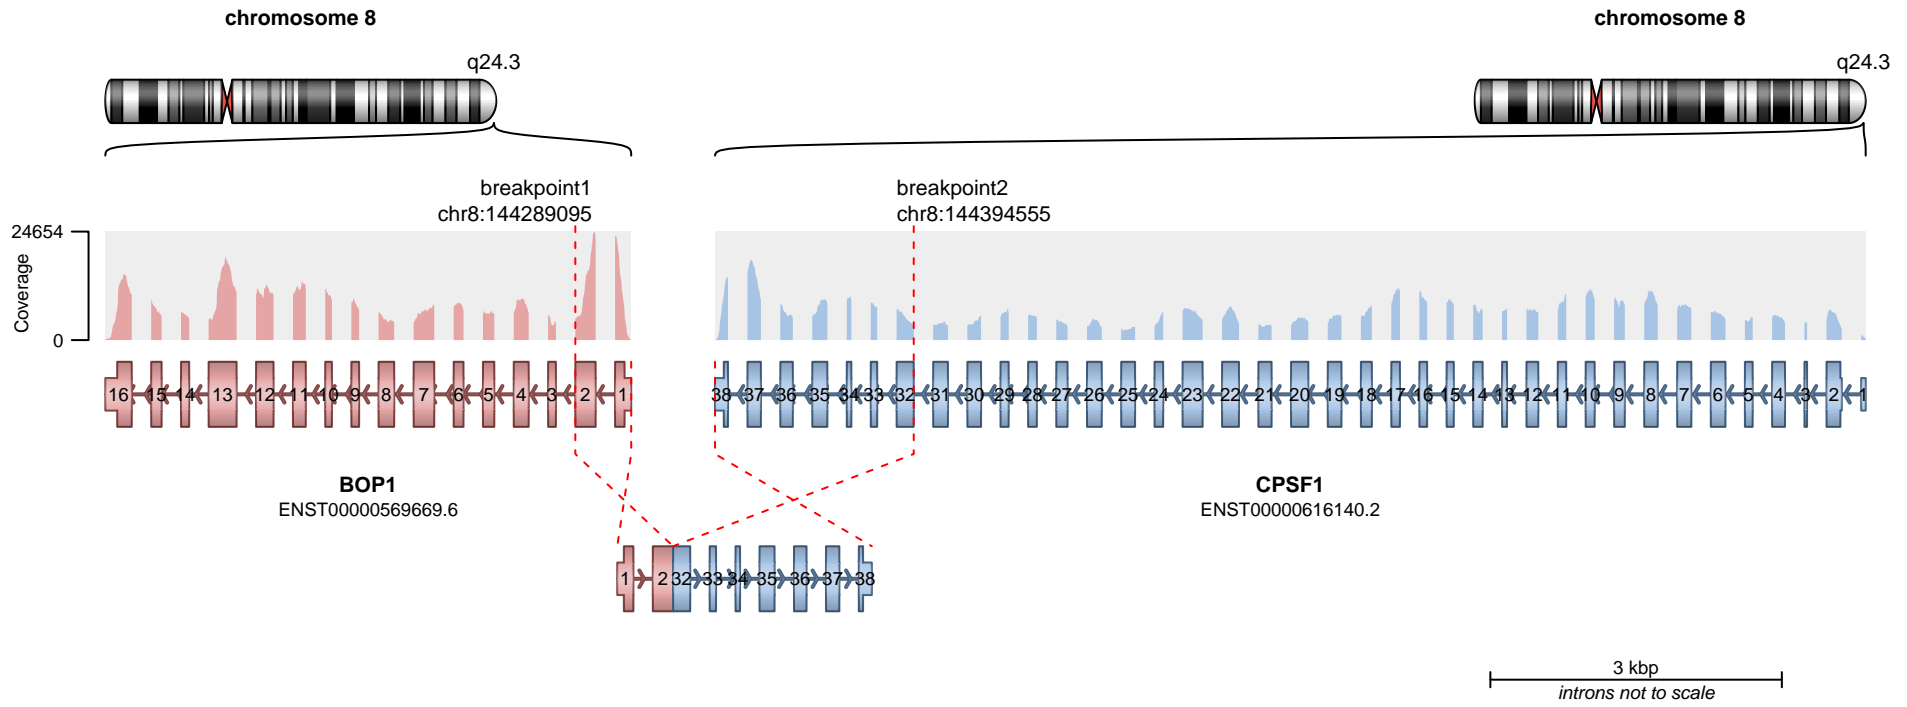 chromosome 8
chromosome 8
q24.3
q24.3
breakpoint1
chr8:144289095
breakpoint2
chr8:144394555
24654
Coverage
0
16 15 14 13 12 11 10 9 8 7 6 5 4 3 2 1
38 37 36 35 34 33 32 31 30 29 28 27 26 25 24 23 22 21 20 19 18 17 16 15 14 13 12 11 10 9 8 7 6 5 4 3 2 1
BOP1
ENST00000569669.6
CPSF1
ENST00000616140.2
1 2 32 33 34 35 36 37 38
3 kbp
introns not to scale